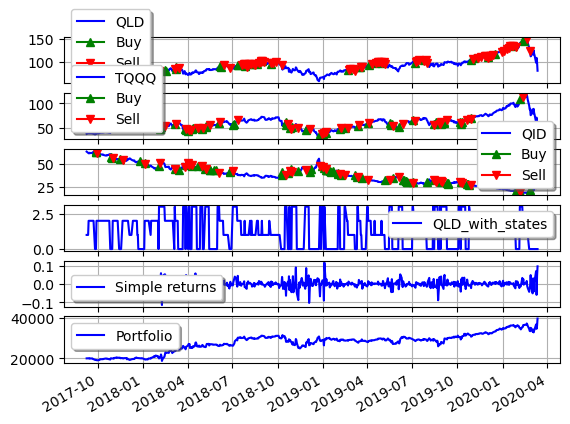 QLD
Buy
Sell
150
100
TQQQ
Buy
Sell
100
50
QID
Buy
Sell
50
25
2.5
0.0
QLD_with_states
0.1
0.0
−0.1
Simple returns
40000
20000
Portfolio
2017-10 2018-01 2018-04 2018-07 2018-10 2019-01 2019-04 2019-07 2019-10 2020-01 2020-04